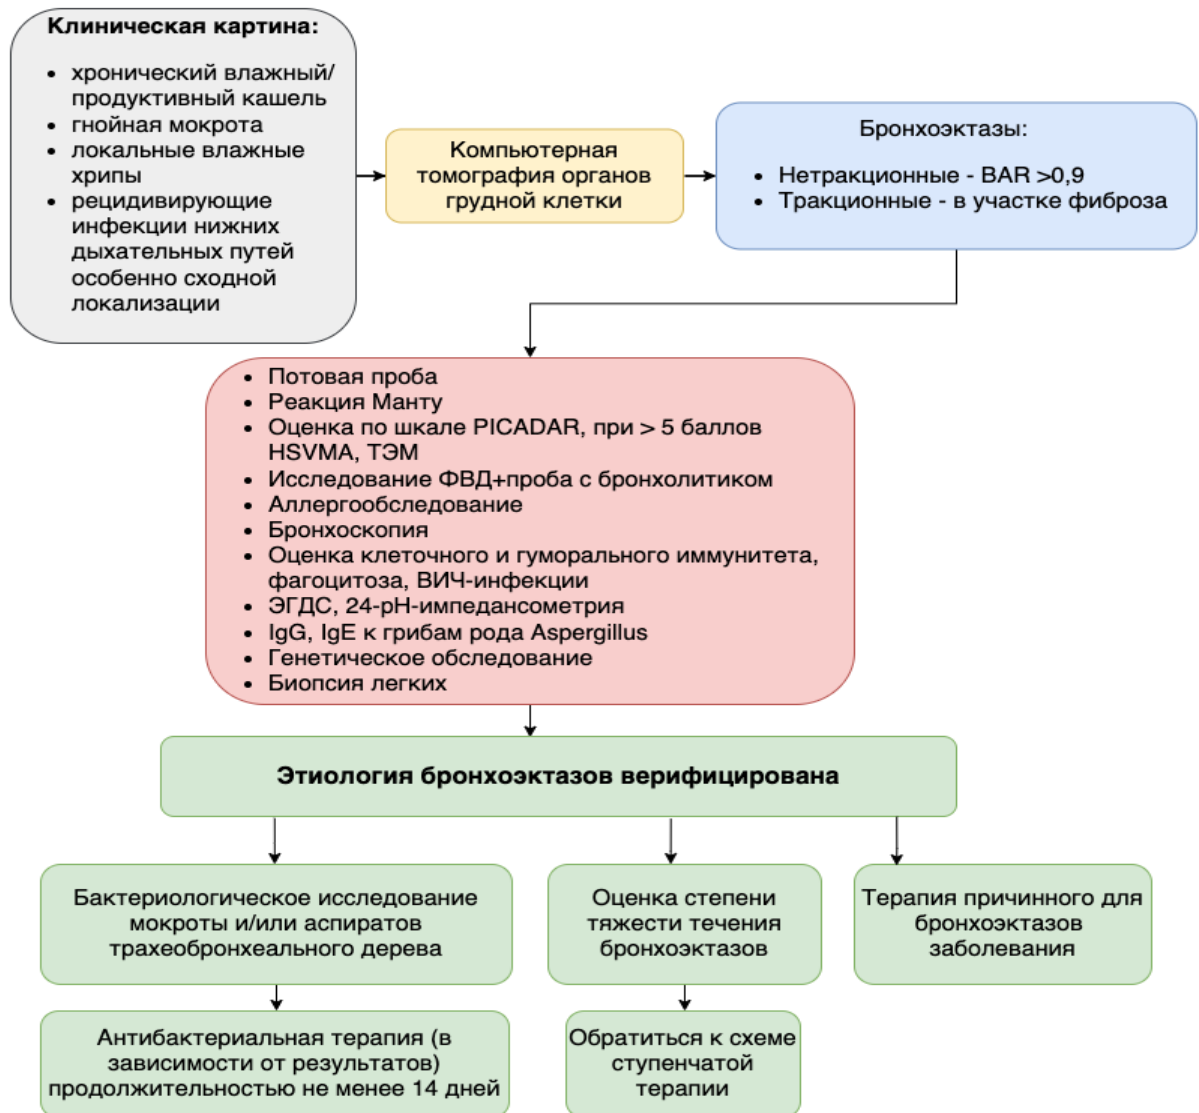 Клиническая картина:
• хронический влажный/
продуктивный кашель
• гнойная мокрота
• локальные влажные
хрипы
• рецидивирующие
инфекции нижних
дыхательных путей
особенно сходной
локализации
Компьютерная
томография органов
грудной клетки
Бронхоэктазы:
• Нетракционные - BAR >0,9
• Тракционные - в участке фиброза
• Потовая проба
• Реакция Манту
• Оценка по шкале PICADAR, при > 5 баллов
HSVMA, ТЭМ
• Исследование ФВД+проба с бронхолитиком
• Аллергообследование
• Бронхоскопия
• Оценка клеточного и гуморального иммунитета,
фагоцитоза, ВИЧ-инфекции
• ЭГДС, 24-pH-импедансометрия
• IgG, IgE к грибам рода Aspergillus
• Генетическое обследование
• Биопсия легких
Этиология бронхоэктазов верифицирована
Бактериологическое исследование
мокроты и/или аспиратов
трахеобронхеального дерева
Оценка степени
тяжести течения
бронхоэктазов
Терапия причинного для
бронхоэктазов
заболевания
Антибактериальная терапия (в
зависимости от результатов)
продолжительностью не менее 14 дней
Обратиться к схеме
ступенчатой
терапии